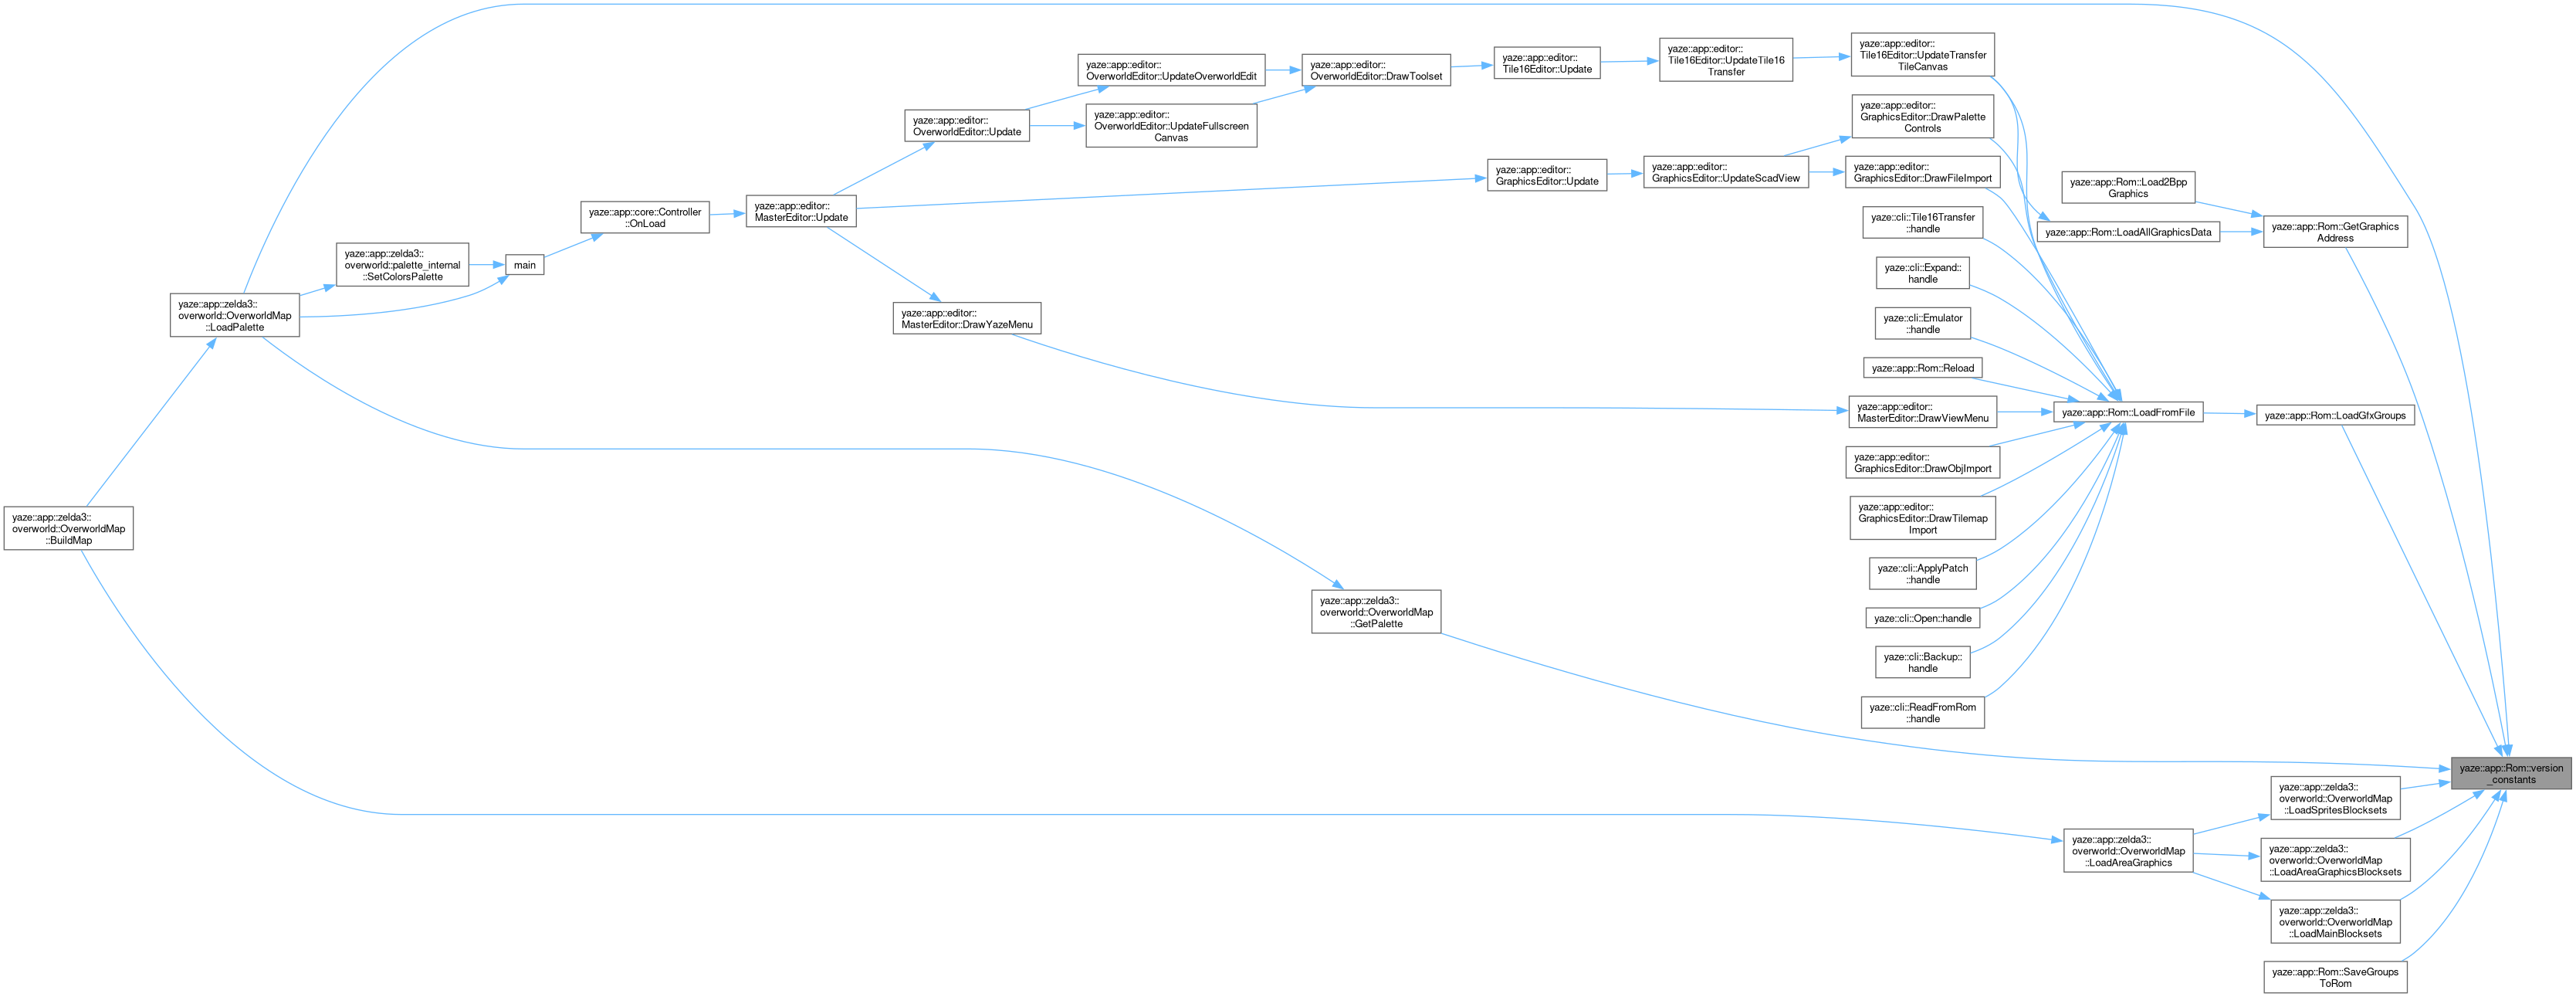 yaze::app::editor::
Tile16Editor::UpdateTransfer
TileCanvas
yaze::app::editor::
Tile16Editor::UpdateTile16
Transfer
yaze::app::editor::
Tile16Editor::Update
yaze::app::editor::
OverworldEditor::DrawToolset
yaze::app::editor::
OverworldEditor::UpdateOverworldEdit
yaze::app::editor::
OverworldEditor::UpdateFullscreen
Canvas
yaze::app::editor::
OverworldEditor::Update
yaze::app::editor::
GraphicsEditor::DrawPalette
Controls
yaze::app::editor::
GraphicsEditor::DrawFileImport
yaze::app::editor::
GraphicsEditor::UpdateScadView
yaze::app::editor::
GraphicsEditor::Update
yaze::app::Rom::Load2Bpp
Graphics
yaze::app::Rom::GetGraphics
Address
yaze::app::Rom::LoadAllGraphicsData
yaze::cli::Tile16Transfer
::handle
yaze::app::editor::
MasterEditor::Update
yaze::app::core::Controller
::OnLoad
yaze::app::zelda3::
overworld::palette_internal
::SetColorsPalette
main
yaze::cli::Expand::
handle
yaze::app::zelda3::
overworld::OverworldMap
::LoadPalette
yaze::app::editor::
MasterEditor::DrawYazeMenu
yaze::cli::Emulator
::handle
yaze::app::Rom::Reload
yaze::app::editor::
MasterEditor::DrawViewMenu
yaze::app::Rom::LoadFromFile
yaze::app::Rom::LoadGfxGroups
yaze::app::editor::
GraphicsEditor::DrawObjImport
yaze::app::editor::
GraphicsEditor::DrawTilemap
Import
yaze::app::zelda3::
overworld::OverworldMap
::BuildMap
yaze::cli::ApplyPatch
::handle
yaze::app::zelda3::
overworld::OverworldMap
::GetPalette
yaze::cli::Open::handle
yaze::cli::Backup::
handle
yaze::cli::ReadFromRom
::handle
yaze::app::Rom::version
_constants
yaze::app::zelda3::
overworld::OverworldMap
::LoadSpritesBlocksets
yaze::app::zelda3::
overworld::OverworldMap
::LoadAreaGraphics
yaze::app::zelda3::
overworld::OverworldMap
::LoadAreaGraphicsBlocksets
yaze::app::zelda3::
overworld::OverworldMap
::LoadMainBlocksets
yaze::app::Rom::SaveGroups
ToRom